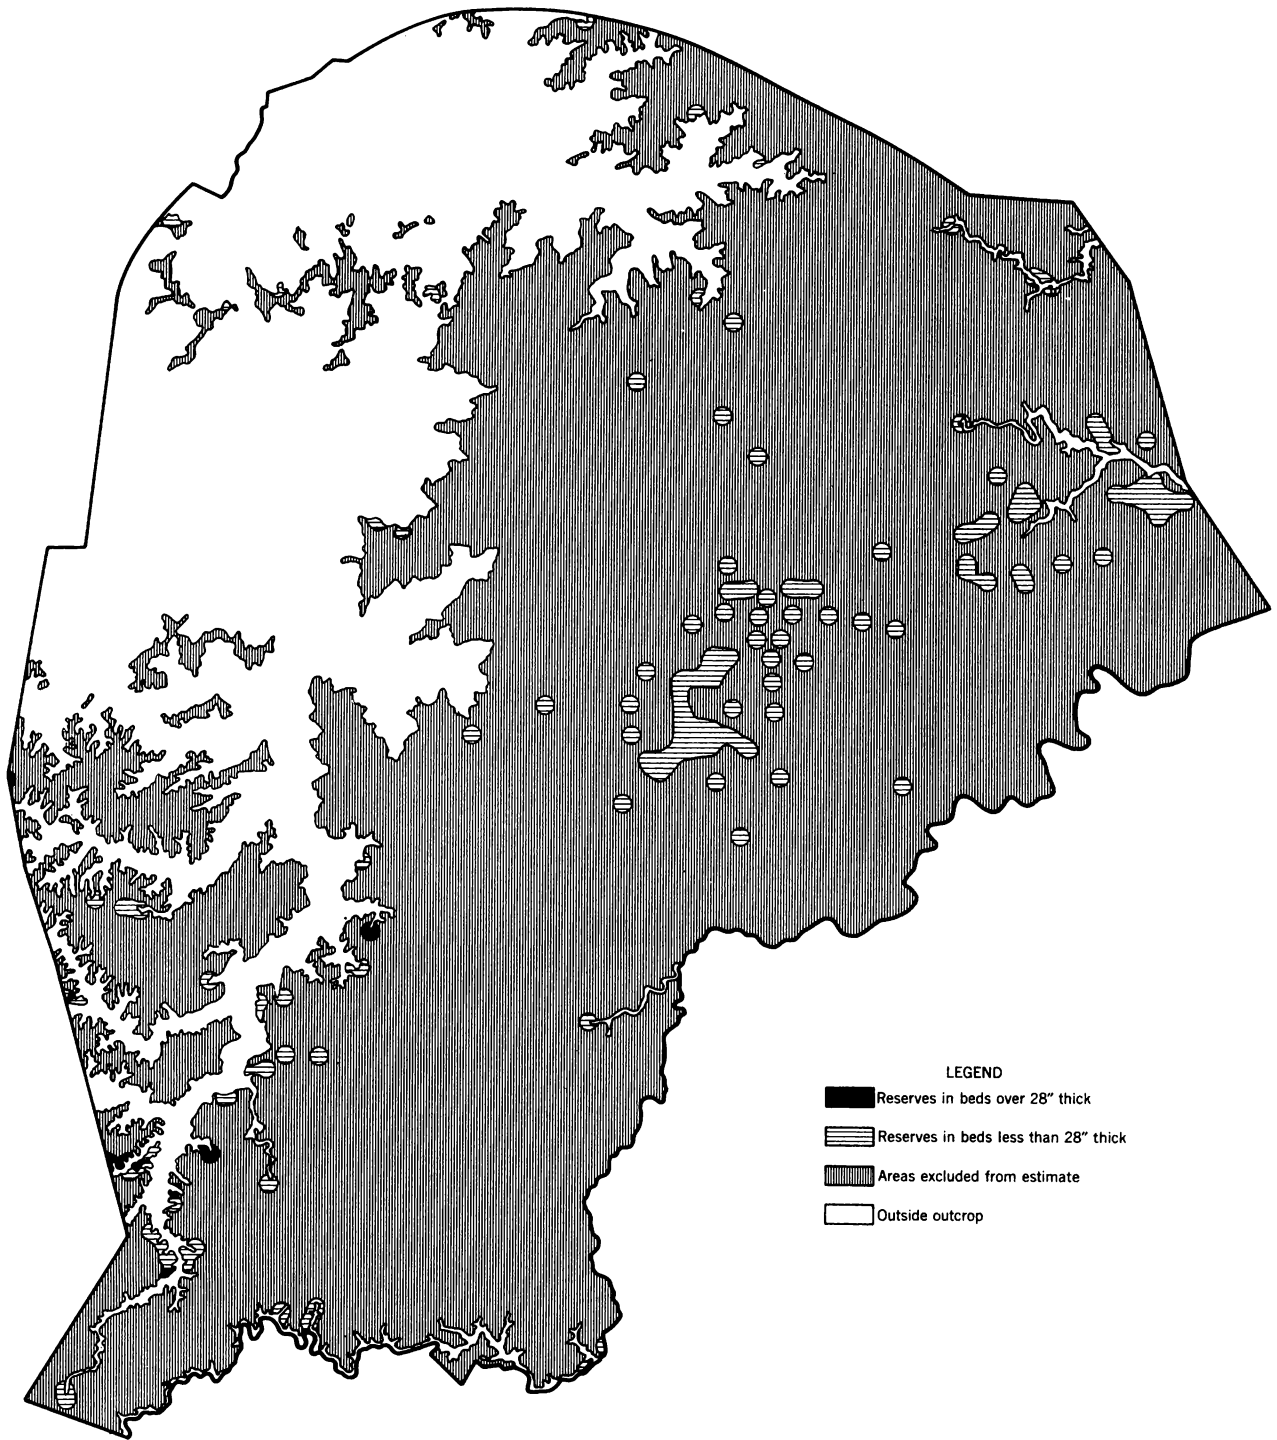 LEGEND
Reserves in beds over 28″ thick
Reserves in beds less than 28″ thick
Areas excluded from estimate
Outside outcrop